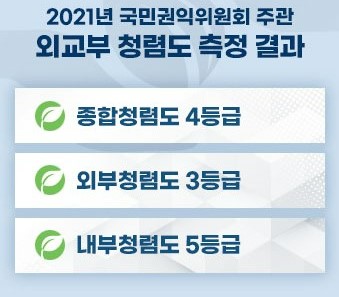 2021년 국민권익위원회 주관
외교부 청렴도 측정 결과
종합청렴도 4등급
외부청렴도 3등급
내부청렴도 5등급